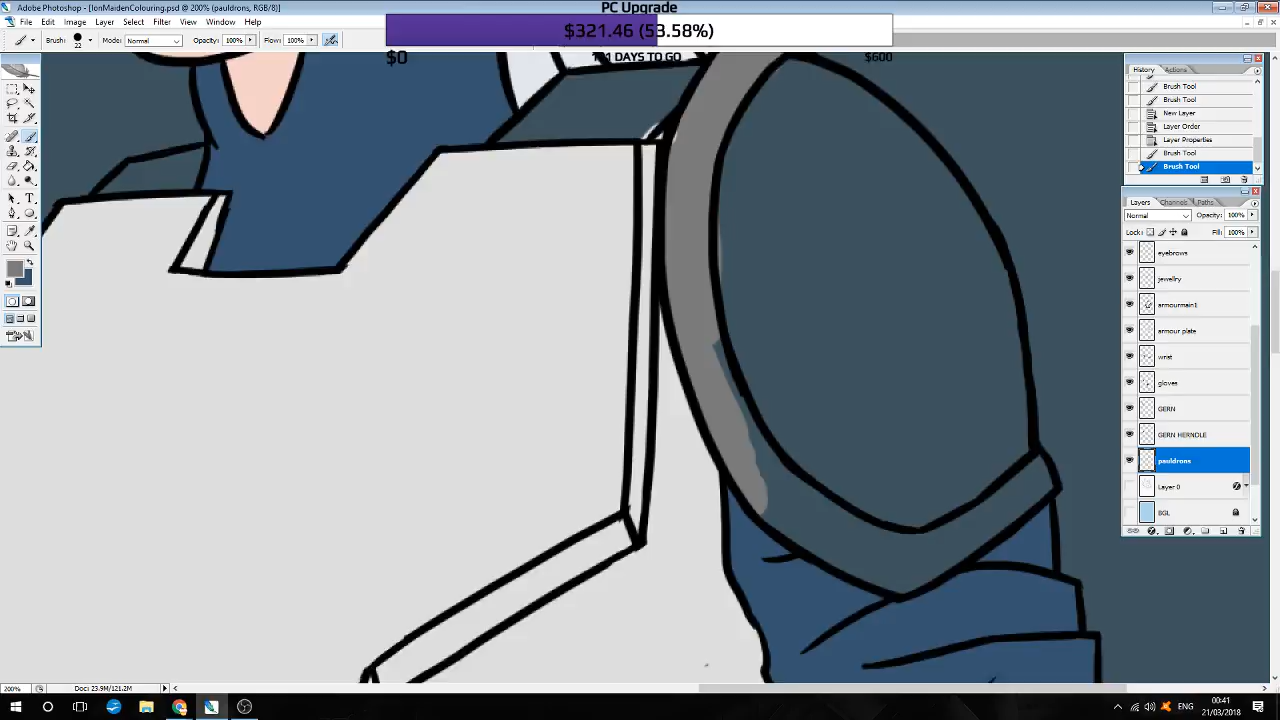 Adobe Photoshop - [IonMaidenColouring.psd @ 200% (pauldrons, RGB/8)]
PC Upgrade
File Edit Image Layer Select Filter View Window Help
$321.46 (53.58%)
Brush: 22 Mode: Normal Opacity: 100% Flow: 100%
$0
DAYS TO GO
$600
History Actions
Brush Tool
Brush Tool
New Layer
Layer Order
Layer Properties
Brush Tool
Brush Tool
Layers Channels Paths
Normal Opacity: 100%
Lock: Fill: 100%
eyebrows
jewellry
armourmain1
armour plate
wrist
gloves
GERN
GERN HERNDLE
pauldrons
Layer 0
BGL
200% Doc: 23.9M/121.2M
ENG
00:41
21/03/2018